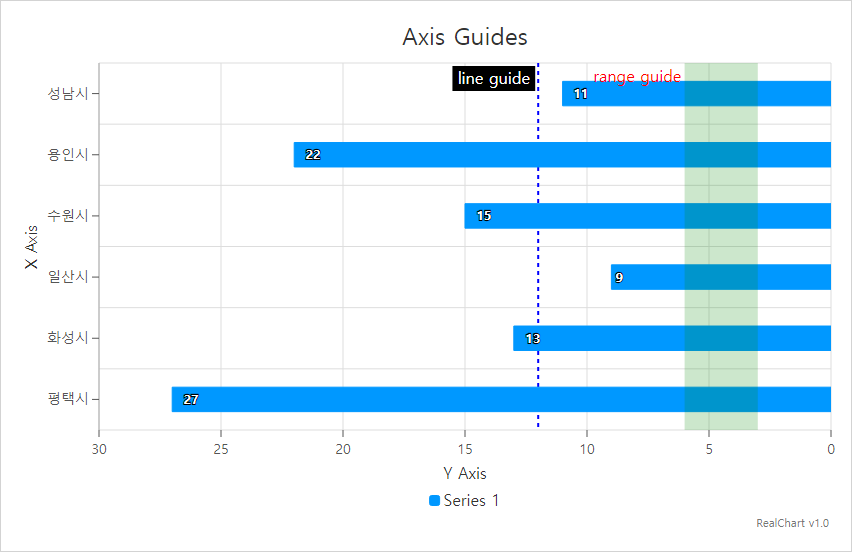 Axis Guides
line guide
range guide
성남시
11
용인시
22
수원시
15
일산시
9
화성시
13
평택시
27
X Axis
30 25 20 15 10 5 0
Y Axis
Series 1
RealChart v1.0